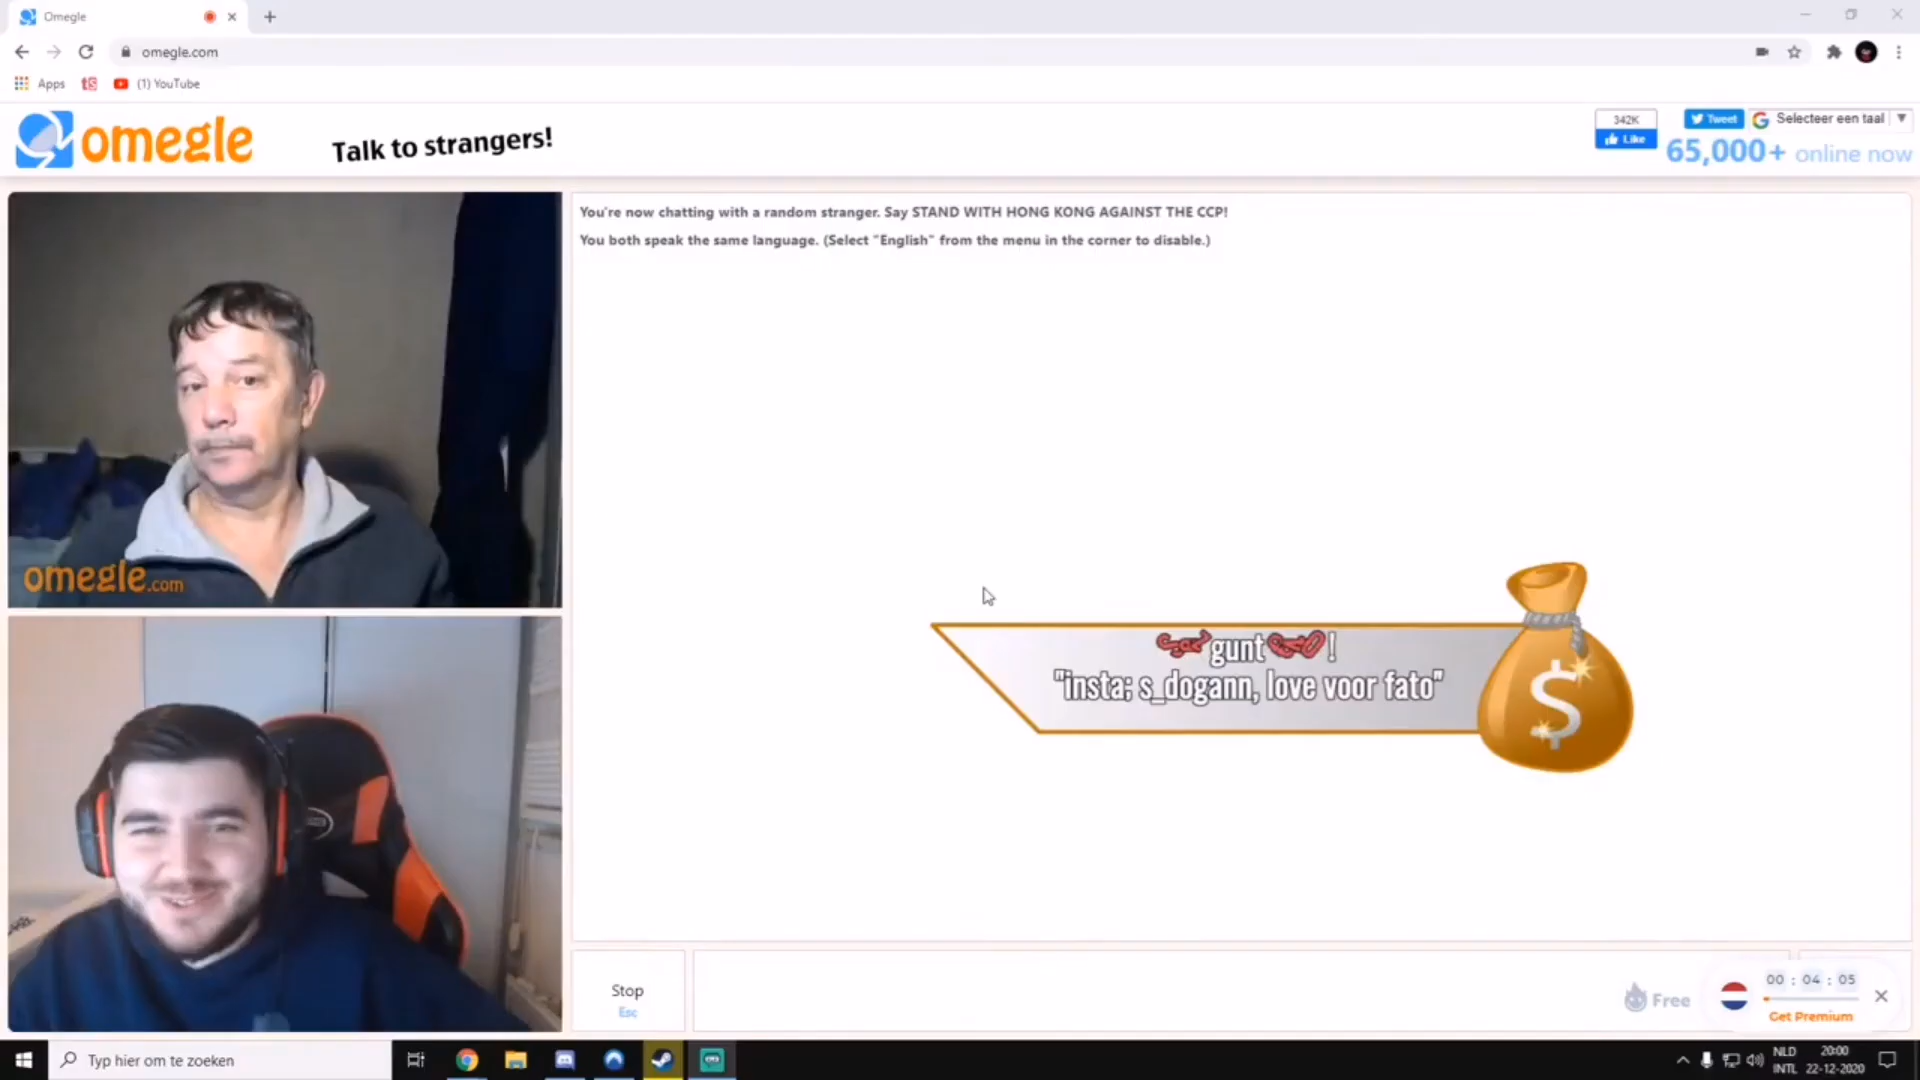 Omegle
omegle.com
Apps
tS
(1) YouTube
omegle
Talk to strangers!
342K
Like
Tweet
Selecteer een taal
65,000+ online now
You're now chatting with a random stranger. Say STAND WITH HONG KONG AGAINST THE CCP!
You both speak the same language. (Select "English" from the menu in the corner to disable.)
omegle.com
gunt !
"insta; s_dogann, love voor fato"
$
Stop
Esc
Free
00 : 04 : 05
Get Premium
Typ hier om te zoeken
NLD
INTL
20:00
22-12-2020